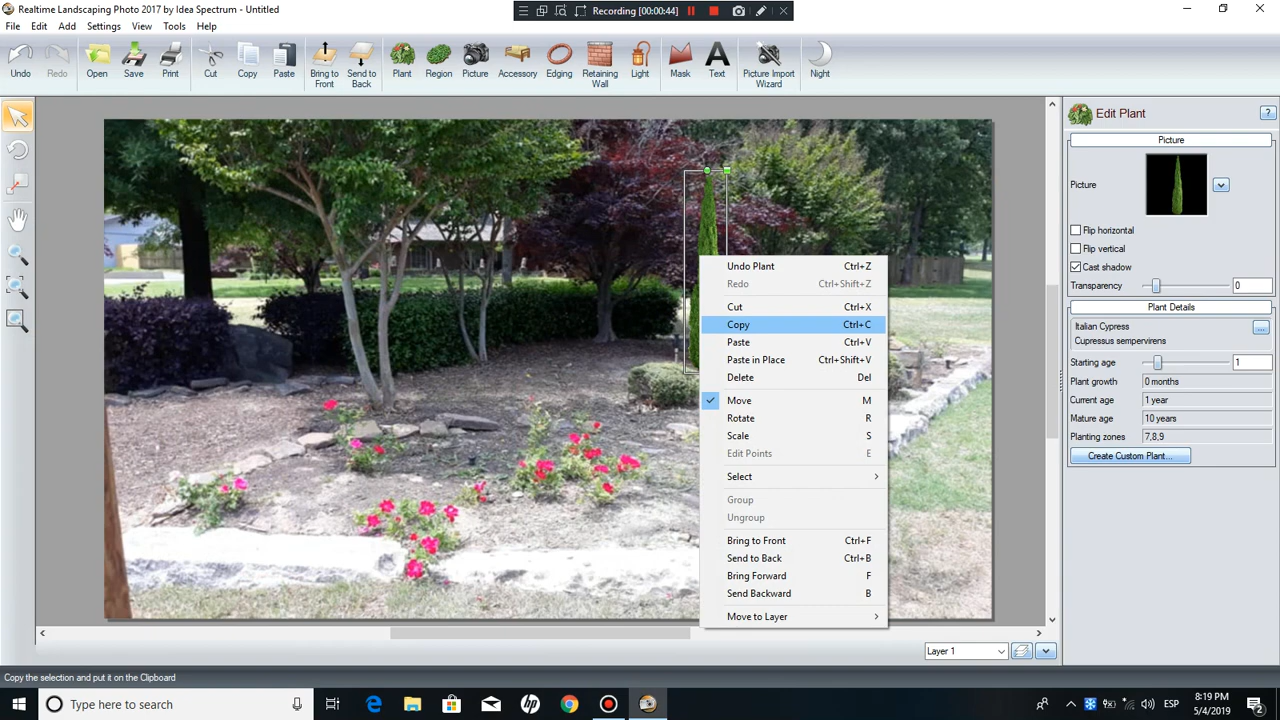 Realtime Landscaping Photo 2017 by Idea Spectrum - Untitled
Recording [00:00:44]
File Edit Add Settings View Tools Help
Undo Redo Open Save Print Cut Copy Paste Bring to Front Send to Back Plant Region Picture Accessory Edging Retaining Wall Light Mask Text Picture Import Wizard Night
Edit Plant
?
Picture
Picture
Flip horizontal
Flip vertical
Cast shadow
Transparency 0
Plant Details
Italian Cypress ...
Cupressus sempervirens
Starting age 1
Plant growth 0 months
Current age 1 year
Mature age 10 years
Planting zones 7,8,9
Create Custom Plant...
Undo Plant Ctrl+Z
Redo Ctrl+Shift+Z
Cut Ctrl+X
Copy Ctrl+C
Paste Ctrl+V
Paste in Place Ctrl+Shift+V
Delete Del
Move M
Rotate R
Scale S
Edit Points E
Select
Group
Ungroup
Bring to Front Ctrl+F
Send to Back Ctrl+B
Bring Forward F
Send Backward B
Move to Layer
Layer 1
Copy the selection and put it on the Clipboard
Type here to search
hp
ESP
8:19 PM
5/4/2019
2